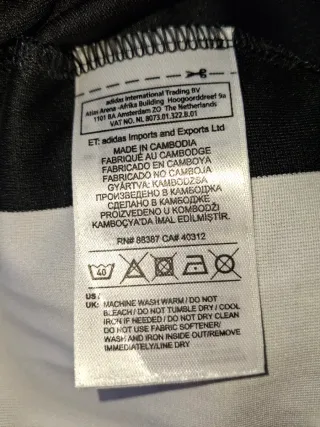 adidas International Trading BV
Atlas Arena -Afrika Building Hoogoorddreef 9a
1101 BA Amsterdam ZO The Netherlands
VAT NO. NL 8073.01.322.B.01
ET: adidas Imports and Exports Ltd
MADE IN CAMBODIA
FABRIQUÉ AU CAMBODGE
FABRICADO EN CAMBOYA
FABRICADO NO CAMBOJA
GYÁRTVA: KAMBODZSA
ПРОИЗВЕДЕНО В КАМБОДЖА
СДЕЛАНО В КАМБОДЖЕ
PROIZVEDENO U KOMBODŽI
KAMBOÇYA'DA İMAL EDİLMİŞTİR.
RN# 88387 CA# 40312
40
US /
UK: MACHINE WASH WARM / DO NOT
BLEACH / DO NOT TUMBLE DRY / COOL
IRON IF NEEDED / DO NOT DRY CLEAN
DO NOT USE FABRIC SOFTENER/
WASH AND IRON INSIDE OUT/REMOVE
IMMEDIATELY/LINE DRY